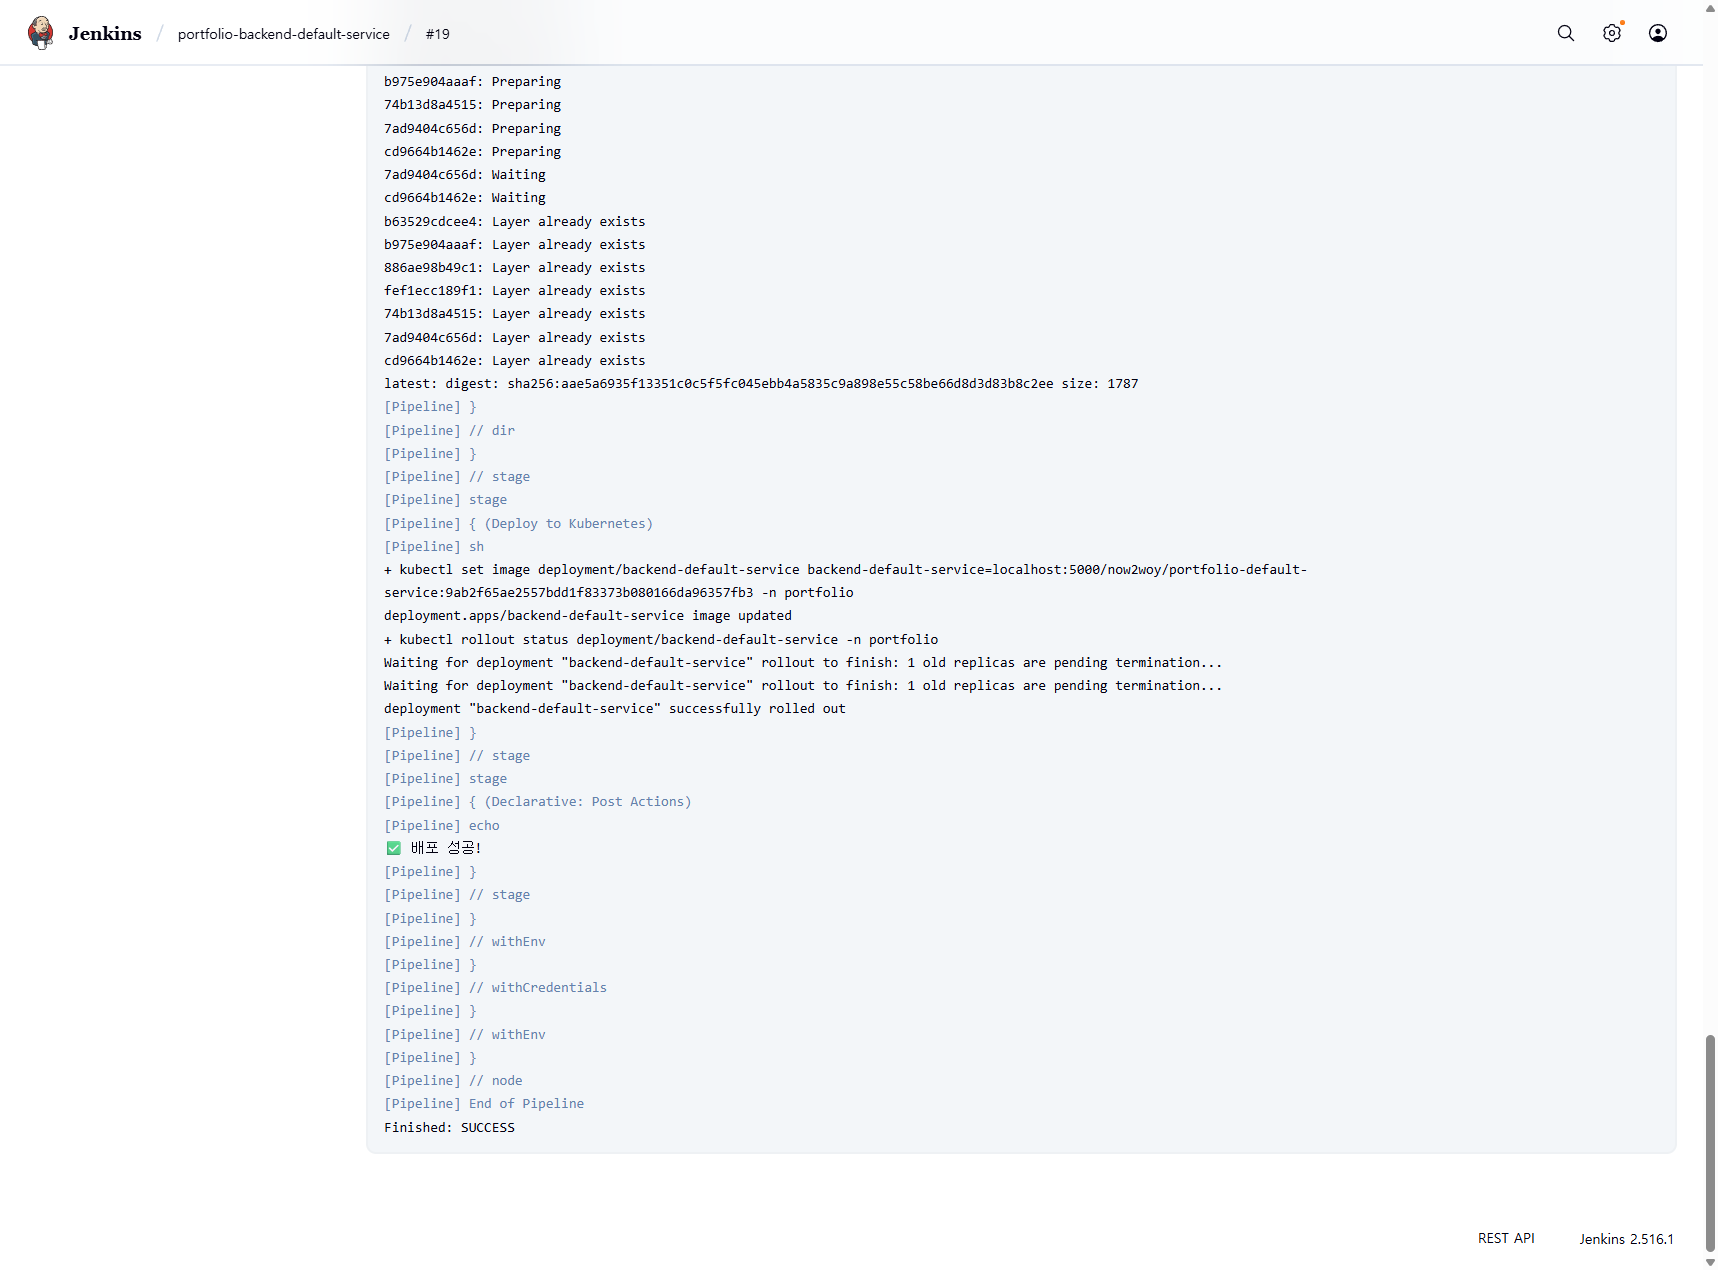 Jenkins / portfolio-backend-default-service / #19
b975e904aaaf: Preparing
74b13d8a4515: Preparing
7ad9404c656d: Preparing
cd9664b1462e: Preparing
7ad9404c656d: Waiting
cd9664b1462e: Waiting
b63529cdcee4: Layer already exists
b975e904aaaf: Layer already exists
886ae98b49c1: Layer already exists
fef1ecc189f1: Layer already exists
74b13d8a4515: Layer already exists
7ad9404c656d: Layer already exists
cd9664b1462e: Layer already exists
latest: digest: sha256:aae5a6935f13351c0c5f5fc045ebb4a5835c9a898e55c58be66d8d3d83b8c2ee size: 1787
[Pipeline] }
[Pipeline] // dir
[Pipeline] }
[Pipeline] // stage
[Pipeline] stage
[Pipeline] { (Deploy to Kubernetes)
[Pipeline] sh
+ kubectl set image deployment/backend-default-service backend-default-service=localhost:5000/now2woy/portfolio-default-
service:9ab2f65ae2557bdd1f83373b080166da96357fb3 -n portfolio
deployment.apps/backend-default-service image updated
+ kubectl rollout status deployment/backend-default-service -n portfolio
Waiting for deployment "backend-default-service" rollout to finish: 1 old replicas are pending termination...
Waiting for deployment "backend-default-service" rollout to finish: 1 old replicas are pending termination...
deployment "backend-default-service" successfully rolled out
[Pipeline] }
[Pipeline] // stage
[Pipeline] stage
[Pipeline] { (Declarative: Post Actions)
[Pipeline] echo
✅ 배포 성공!
[Pipeline] }
[Pipeline] // stage
[Pipeline] }
[Pipeline] // withEnv
[Pipeline] }
[Pipeline] // withCredentials
[Pipeline] }
[Pipeline] // withEnv
[Pipeline] }
[Pipeline] // node
[Pipeline] End of Pipeline
Finished: SUCCESS
REST API Jenkins 2.516.1